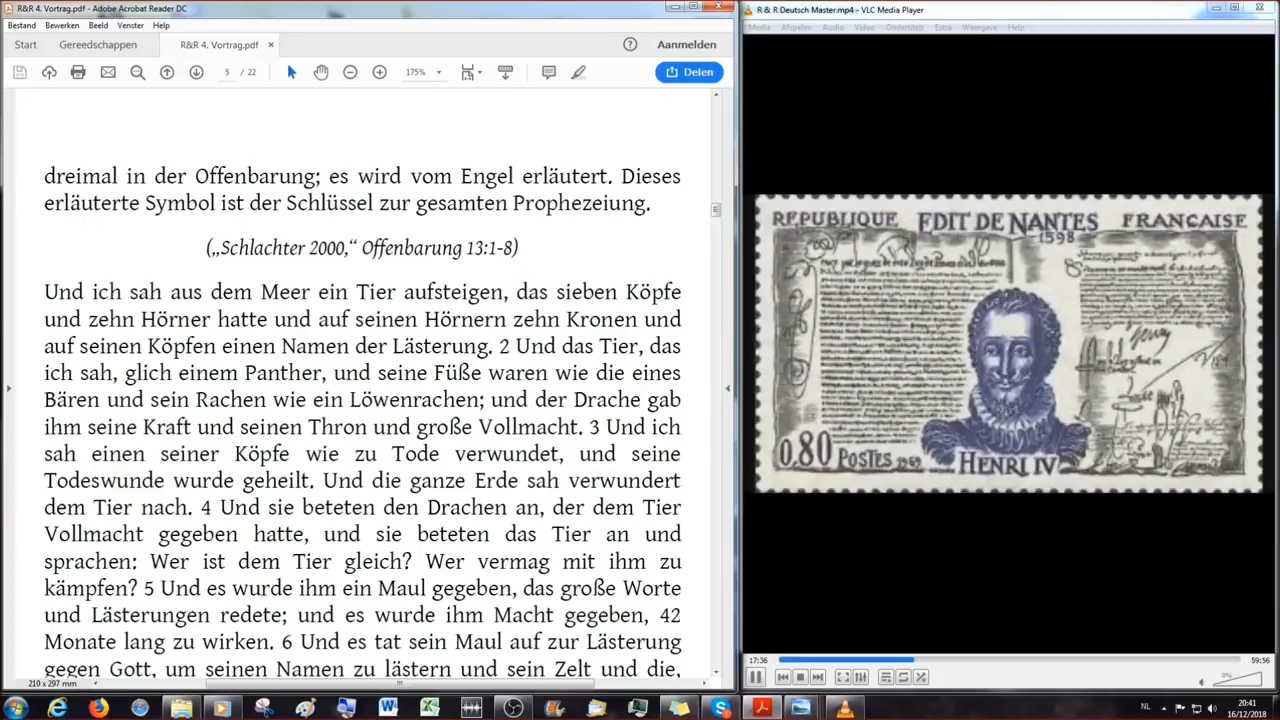 R&R 4. Vortrag.pdf - Adobe Acrobat Reader DC
Bestand Bewerken Beeld Venster Help
Start Gereedschappen R&R 4. Vortrag.pdf × Aanmelden
5 / 22 175% Delen
dreimal in der Offenbarung; es wird vom Engel erläutert. Dieses
erläuterte Symbol ist der Schlüssel zur gesamten Prophezeiung.
(„Schlachter 2000,“ Offenbarung 13:1-8)
Und ich sah aus dem Meer ein Tier aufsteigen, das sieben Köpfe
und zehn Hörner hatte und auf seinen Hörnern zehn Kronen und
auf seinen Köpfen einen Namen der Lästerung. 2 Und das Tier, das
ich sah, glich einem Panther, und seine Füße waren wie die eines
Bären und sein Rachen wie ein Löwenrachen; und der Drache gab
ihm seine Kraft und seinen Thron und große Vollmacht. 3 Und ich
sah einen seiner Köpfe wie zu Tode verwundet, und seine
Todeswunde wurde geheilt. Und die ganze Erde sah verwundert
dem Tier nach. 4 Und sie beteten den Drachen an, der dem Tier
Vollmacht gegeben hatte, und sie beteten das Tier an und
sprachen: Wer ist dem Tier gleich? Wer vermag mit ihm zu
kämpfen? 5 Und es wurde ihm ein Maul gegeben, das große Worte
und Lästerungen redete; und es wurde ihm Macht gegeben, 42
Monate lang zu wirken. 6 Und es tat sein Maul auf zur Lästerung
gegen Gott, um seinen Namen zu lästern und sein Zelt und die,
210 x 297 mm
R & R Deutsch Master.mp4 - VLC Media Player
Media Afspelen Audio Video Ondertitels Extra Weergave Help
REPUBLIQUE EDIT DE NANTES FRANÇAISE
1598
0,80 POSTES 1969 HENRI IV
17:36 59:56
0%
NL 20:41
16/12/2018